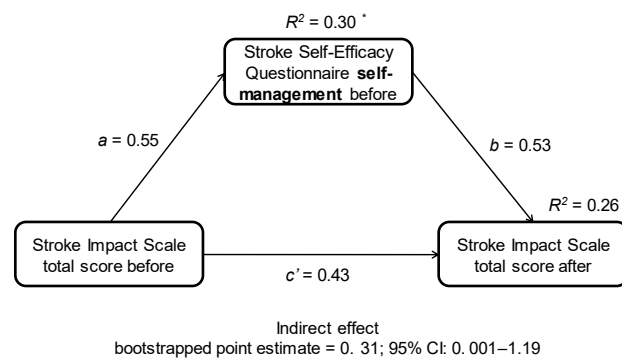 R² = 0.30 *
Stroke Self-Efficacy
Questionnaire self-
management before
a = 0.55
b = 0.53
R² = 0.26
Stroke Impact Scale
total score before
Stroke Impact Scale
total score after
c’ = 0.43
Indirect effect
bootstrapped point estimate = 0. 31; 95% CI: 0. 001–1.19